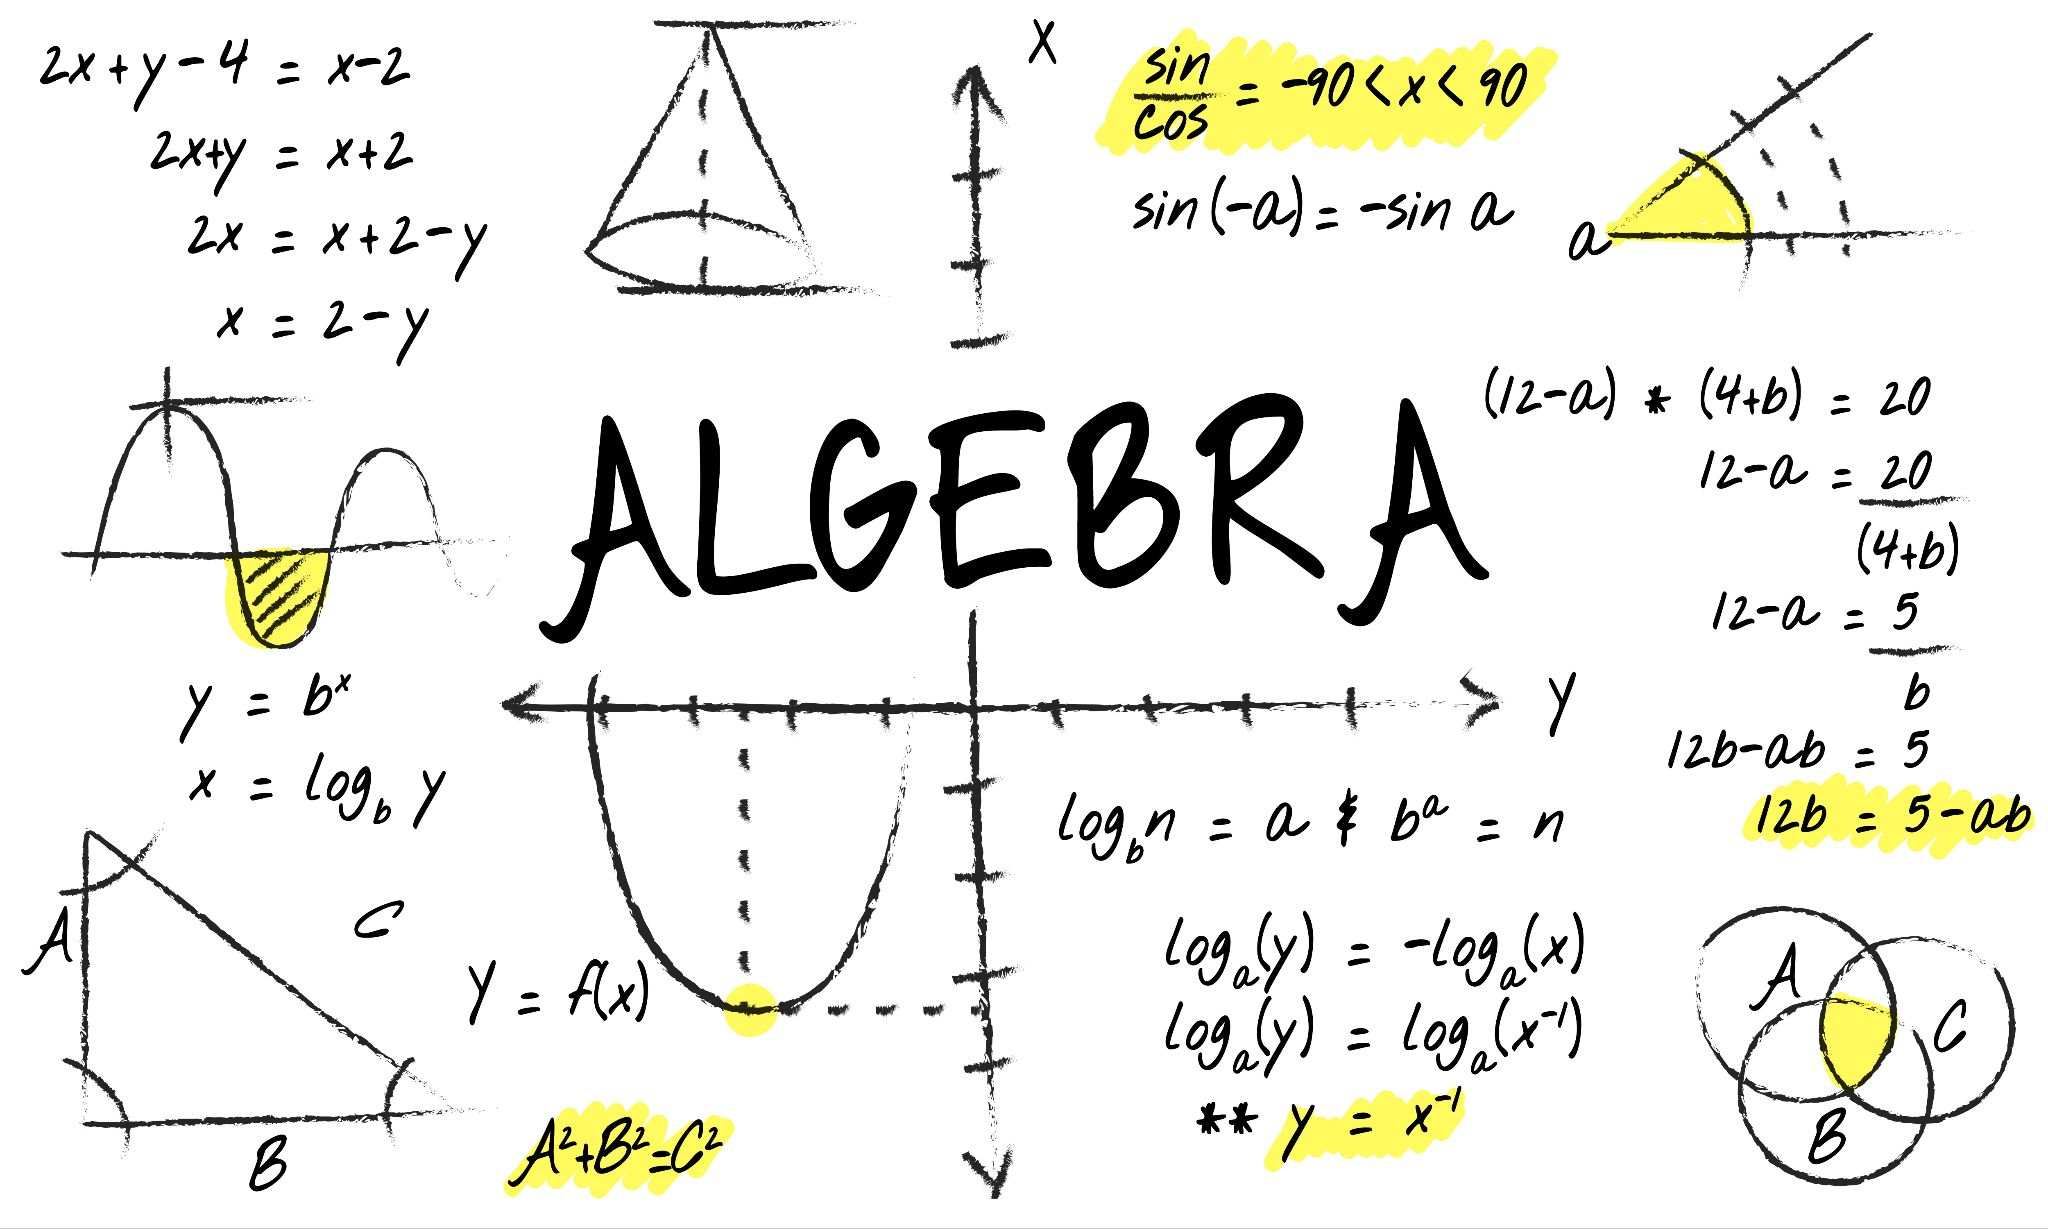 2x+y-4 = x-2
2x+y = x+2
2x = x+2-y
x = 2-y
X
sin
cos
= -90<x<90
sin(-a)=-sin a
a
ALGEBRA
(12-a) * (4+b) = 20
12-a = 20
(4+b)
12-a = 5
b
12b-ab = 5
12b = 5-ab
y = bˣ
x = log_b y
y
log_b n = a & bᵃ = n
log_a(y) = -log_a(x)
log_a(y) = log_a(x⁻¹)
** y = x⁻¹
A
C
B
y = f(x)
A²+B²=C²
A
C
B